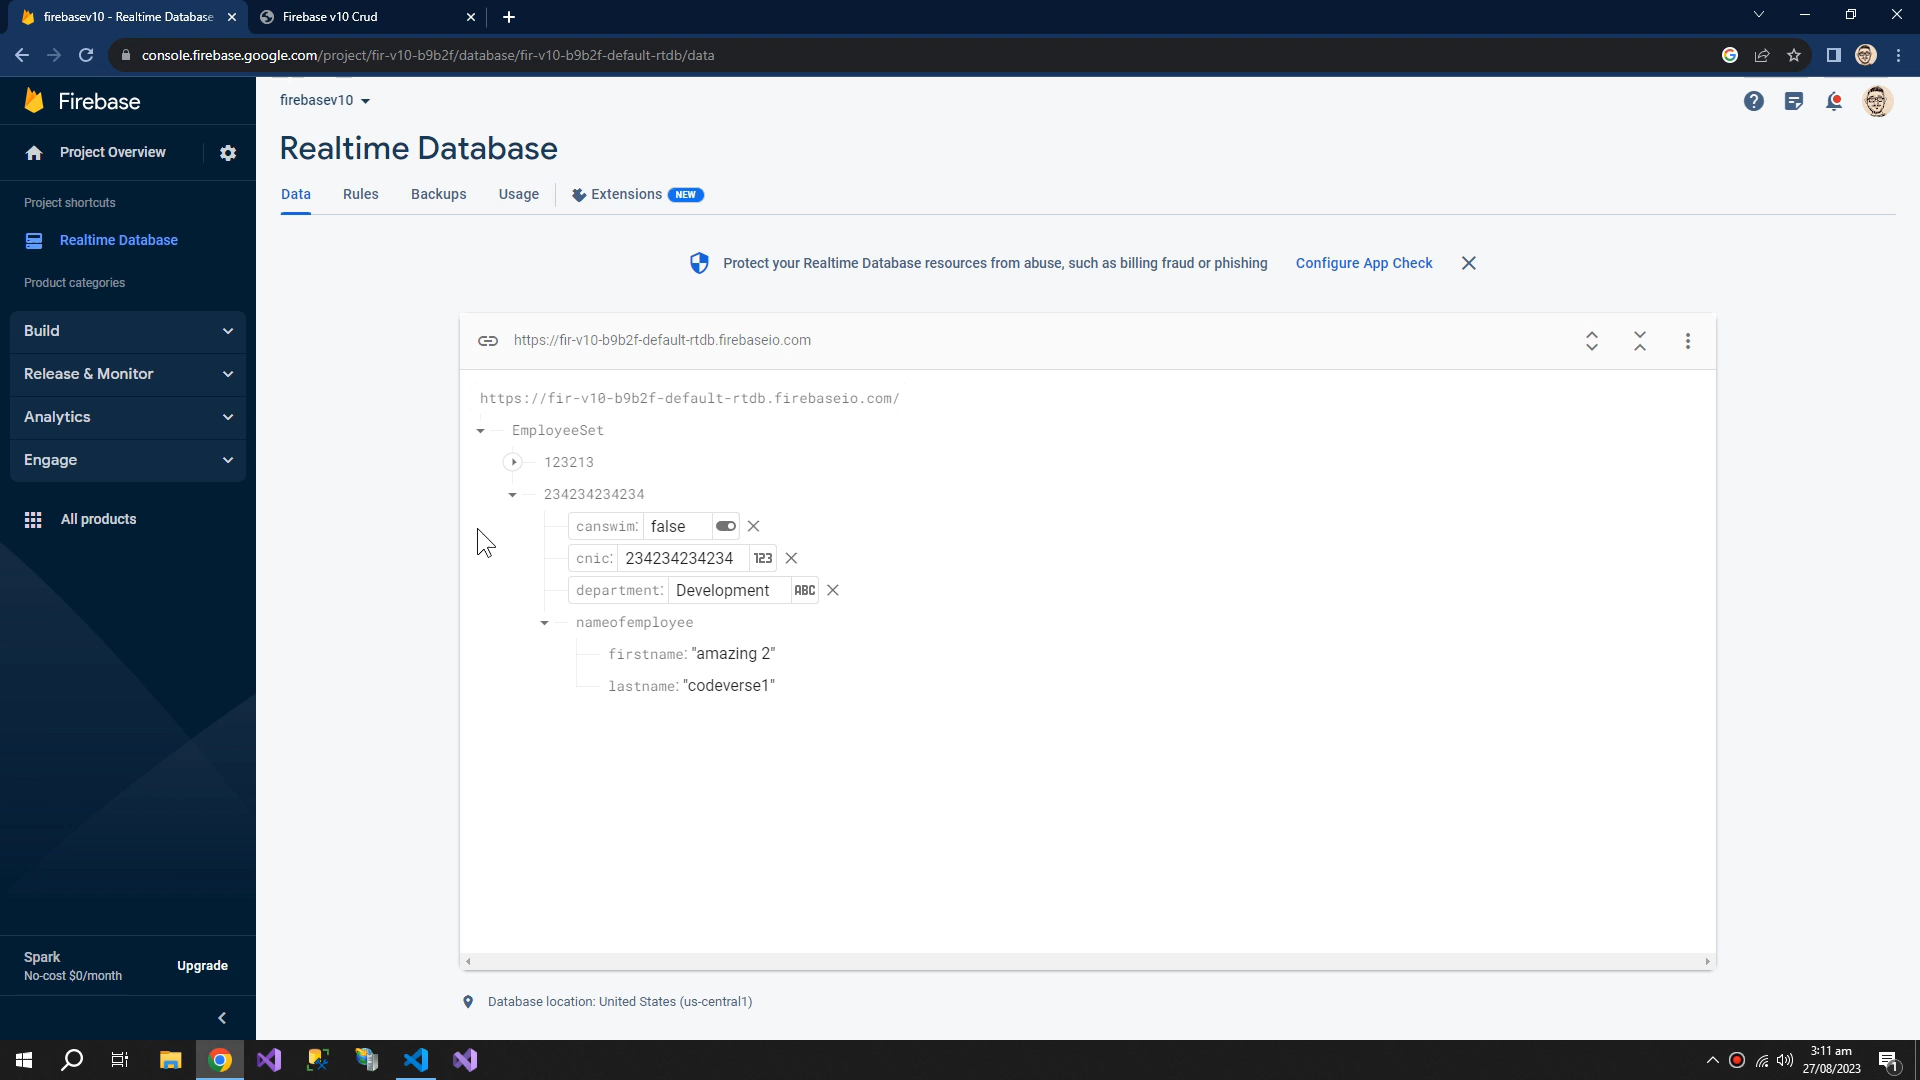 firebasev10 - Realtime Database
Firebase v10 Crud
console.firebase.google.com/project/fir-v10-b9b2f/database/fir-v10-b9b2f-default-rtdb/data
Firebase
firebasev10
Project Overview
Realtime Database
Project shortcuts
Data Rules Backups Usage Extensions NEW
Realtime Database
Product categories
Protect your Realtime Database resources from abuse, such as billing fraud or phishing Configure App Check
Build
Release & Monitor
Analytics
Engage
All products
https://fir-v10-b9b2f-default-rtdb.firebaseio.com
https://fir-v10-b9b2f-default-rtdb.firebaseio.com/
EmployeeSet
123213
234234234234
canswim: false
cnic: 234234234234 123
department: Development ABC
nameofemployee
firstname: "amazing 2"
lastname: "codeverse1"
Spark
No-cost $0/month
Upgrade
Database location: United States (us-central1)
3:11 am
27/08/2023
1